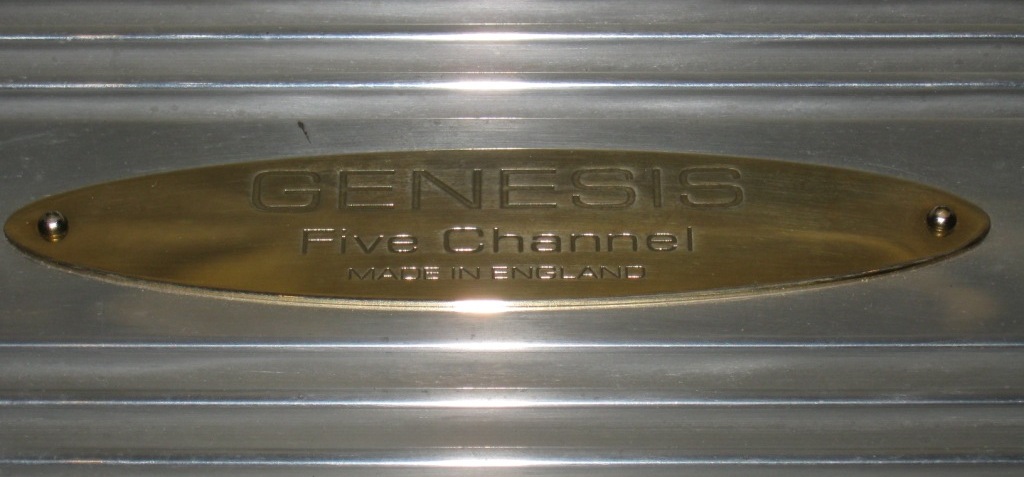 GENESIS
Five Channel
MADE IN ENGLAND